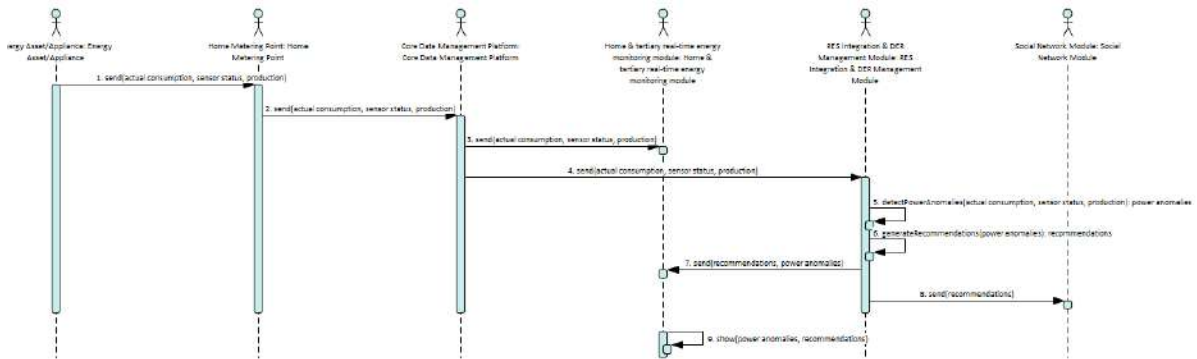 ergy Asset/Appliance: Energy
Asset/Appliance
Home Metering Point: Home
Metering Point
Core Data Management Platform:
Core Data Management Platform
Home & tertiary real-time energy
monitoring module: Home &
tertiary real-time energy
monitoring module
RES Integration & DER
Management Module: RES
Integration & DER Management
Module
Social Network Module: Social
Network Module
1. send(actual consumption, sensor status, production)
2. send(actual consumption, sensor status, production)
3. send(actual consumption, sensor status, production)
4. send(actual consumption, sensor status, production)
5. detectPowerAnomalies(actual consumption, sensor status, production): power anomalies
6. generateRecommendations(power anomalies): recommendations
7. send(recommendations, power anomalies)
8. send(recommendations)
9. show(power anomalies, recommendations)